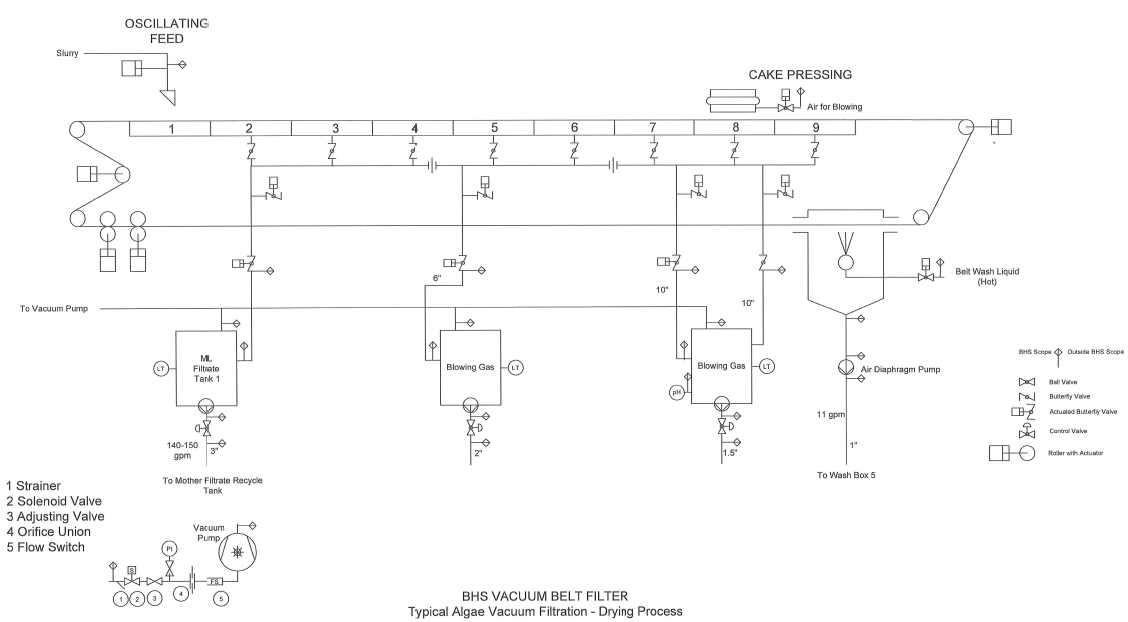 OSCILLATING
FEED
Slurry
CAKE PRESSING
Air for Blowing
1 2 3 4 5 6 7 8 9
6"
10"
10"
Belt Wash Liquid
(Hot)
To Vacuum Pump
ML
Filtrate
Tank 1
LT
Blowing Gas
LT
Blowing Gas
LT
pH
Air Diaphragm Pump
BHS Scope
Outside BHS Scope
Ball Valve
Butterfly Valve
Actuated Butterfly Valve
Control Valve
Roller with Actuator
140-150
gpm
3"
2"
1.5"
11 gpm
1"
To Mother Filtrate Recycle
Tank
To Wash Box 5
1 Strainer
2 Solenoid Valve
3 Adjusting Valve
4 Orifice Union
5 Flow Switch
Vacuum
Pump
PI
S
FS
1 2 3 4 5
BHS VACUUM BELT FILTER
Typical Algae Vacuum Filtration - Drying Process